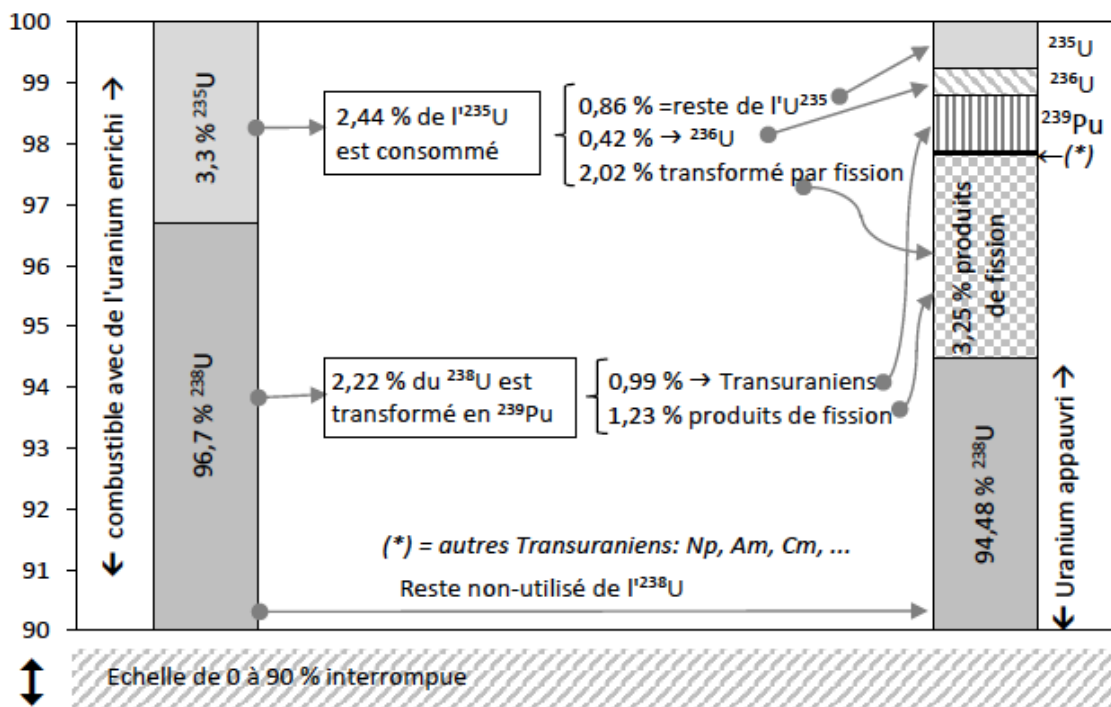 100
99
98
97
96
95
94
93
92
91
90
← combustible avec de l'uranium enrichi →
3,3 % ²³⁵U
96,7 % ²³⁸U
2,44 % de l'²³⁵U
est consommé
0,86 % =reste de l'U²³⁵
0,42 % → ²³⁶U
2,02 % transformé par fission
2,22 % du ²³⁸U est
transformé en ²³⁹Pu
0,99 % → Transuraniens
1,23 % produits de fission
(*) = autres Transuraniens: Np, Am, Cm, ...
Reste non-utilisé de l'²³⁸U
²³⁵U
²³⁶U
²³⁹Pu
←(*)
3,25 % produits
de fission
94,48 % ²³⁸U
← Uranium appauvri →
Echelle de 0 à 90 % interrompue